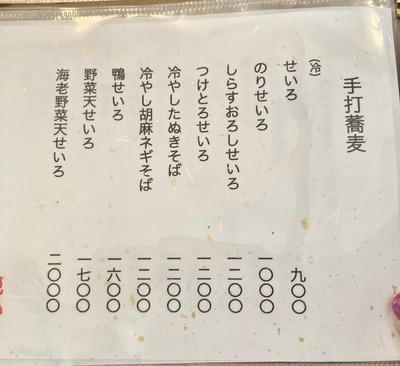 手打蕎麦
(冷)
せいろ 九〇〇
のりせいろ 一〇〇〇
しらすおろしせいろ 一二〇〇
つけとろせいろ 一二〇〇
冷やしたぬきそば 一二〇〇
冷やし胡麻ネギそば 一二〇〇
鴨せいろ 一六〇〇
野菜天せいろ 一七〇〇
海老野菜天せいろ 二〇〇〇